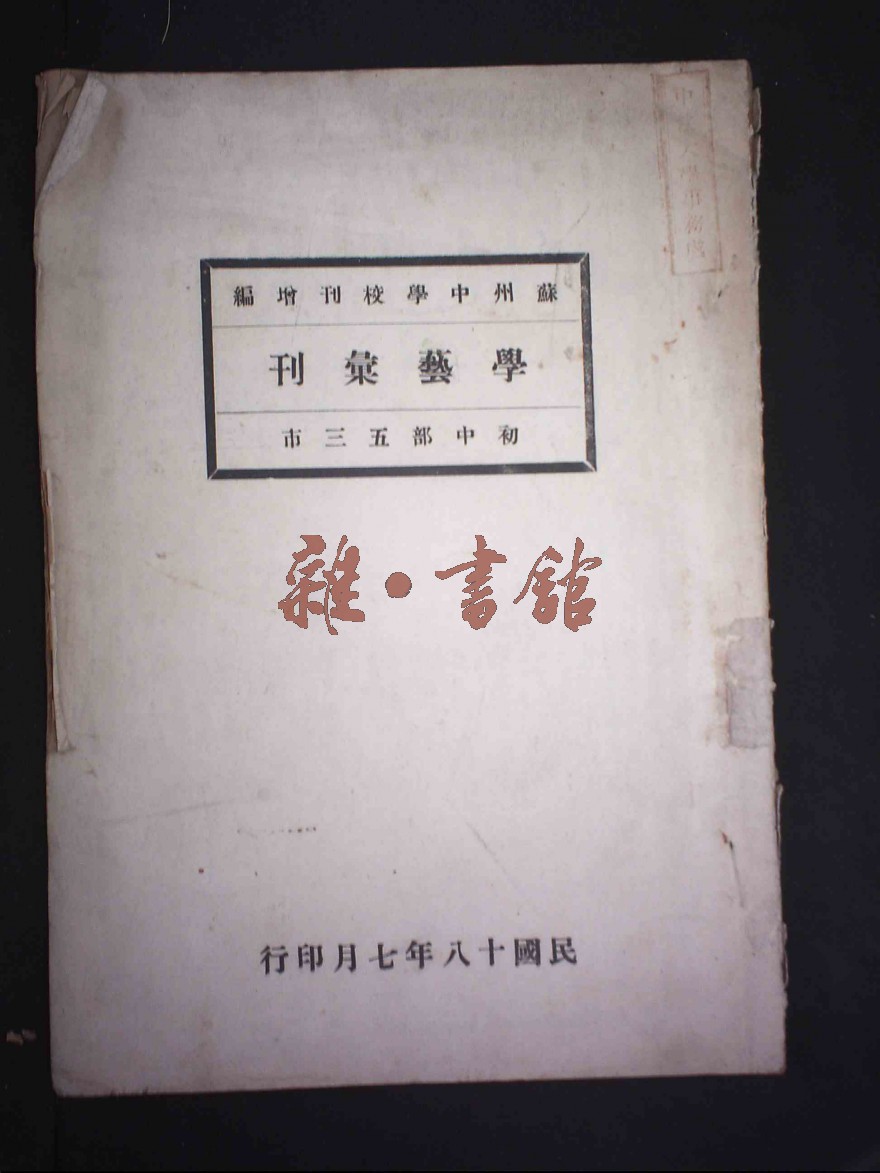 蘇州中學校刊增編
學藝彙刊
初中部五三市
雜·書館
民國十八年七月印行